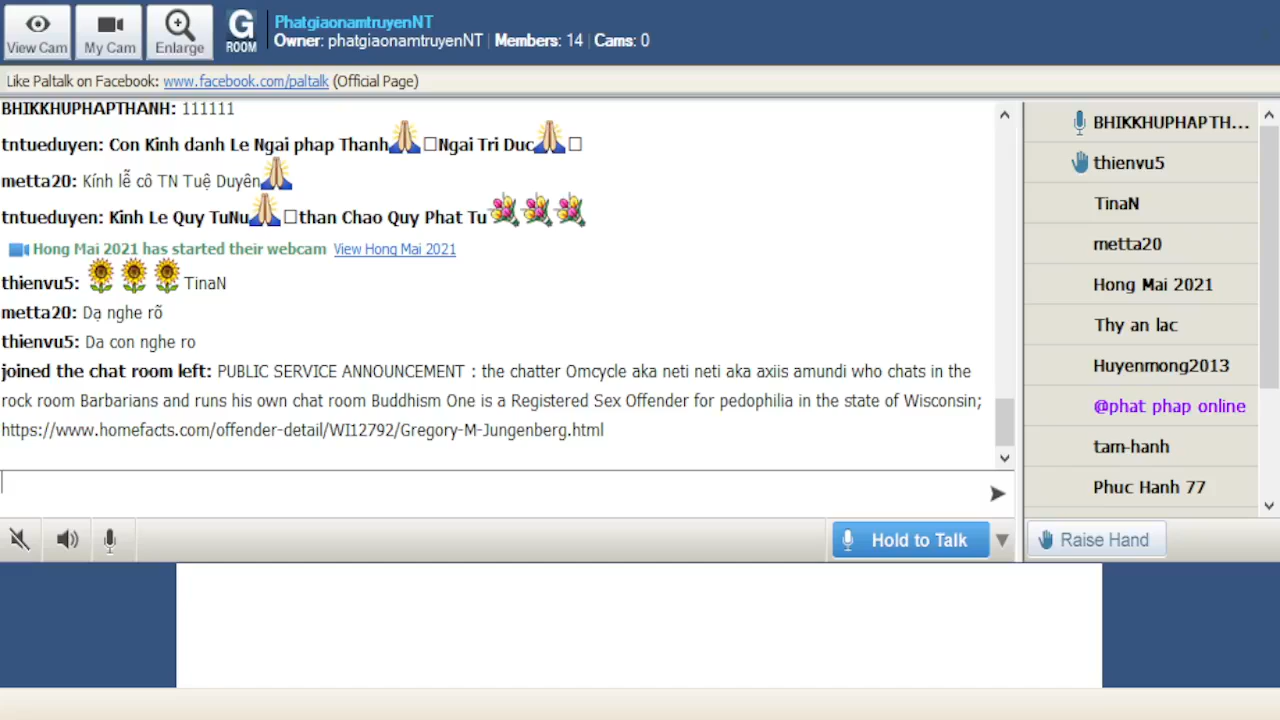 PhatgiaonamtruyenNT
Owner: phatgiaonamtruyenNT | Members: 14 | Cams: 0
View Cam
My Cam
Enlarge
G
ROOM
Like Paltalk on Facebook: www.facebook.com/paltalk (Official Page)
BHIKKHUPHAPTHANH: 111111
tntueduyen: Con Kinh danh Le Ngai phap Thanh🙏□Ngai Tri Duc🙏□
metta20: Kính lễ cô TN Tuệ Duyên🙏
tntueduyen: Kinh Le Quy TuNu🙏□than Chao Quy Phat Tu💐💐💐
Hong Mai 2021 has started their webcam View Hong Mai 2021
thienvu5: 🌻🌻🌻TinaN
metta20: Dạ nghe rõ
thienvu5: Da con nghe ro
joined the chat room left: PUBLIC SERVICE ANNOUNCEMENT : the chatter Omcycle aka neti neti aka axiis amundi who chats in the
rock room Barbarians and runs his own chat room Buddhism One is a Registered Sex Offender for pedophilia in the state of Wisconsin;
https://www.homefacts.com/offender-detail/WI12792/Gregory-M-Jungenberg.html
Hold to Talk
BHIKKHUPHAPTH...
thienvu5
TinaN
metta20
Hong Mai 2021
Thy an lac
Huyenmong2013
@phat phap online
tam-hanh
Phuc Hanh 77
Raise Hand